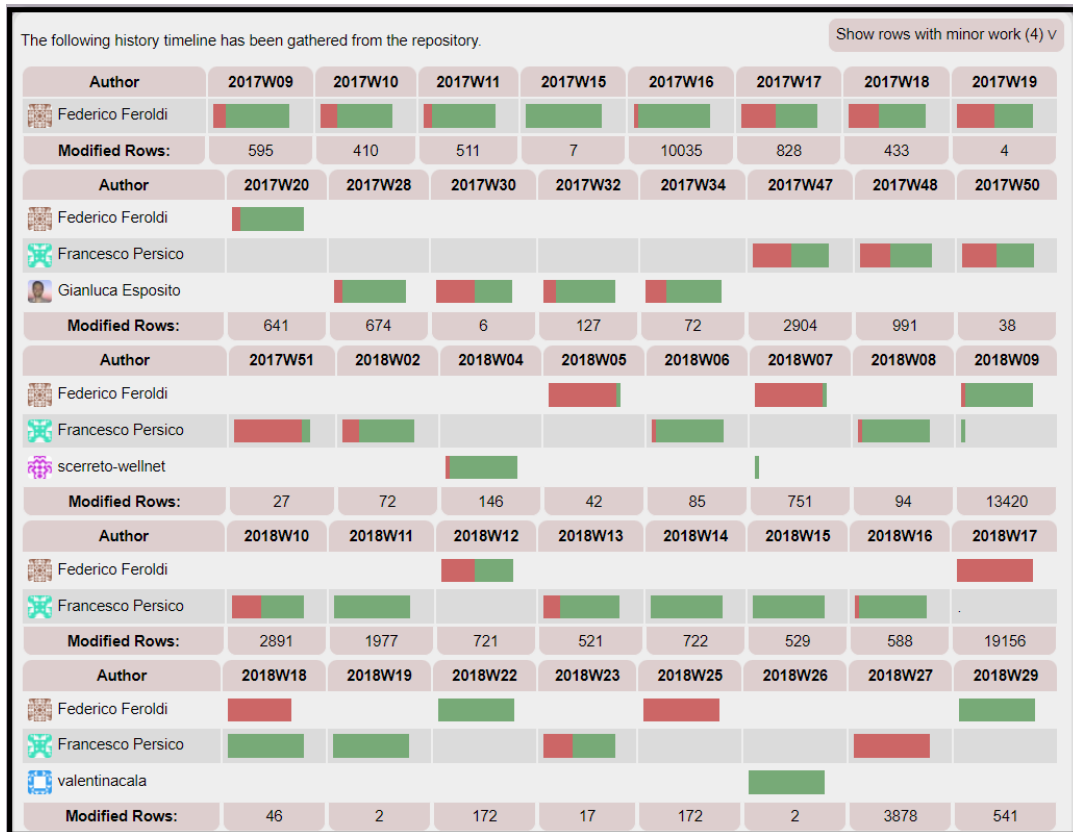 The following history timeline has been gathered from the repository.
Show rows with minor work (4) ∨
Author 2017W09 2017W10 2017W11 2017W15 2017W16 2017W17 2017W18 2017W19
Federico Feroldi
Modified Rows: 595 410 511 7 10035 828 433 4
Author 2017W20 2017W28 2017W30 2017W32 2017W34 2017W47 2017W48 2017W50
Federico Feroldi
Francesco Persico
Gianluca Esposito
Modified Rows: 641 674 6 127 72 2904 991 38
Author 2017W51 2018W02 2018W04 2018W05 2018W06 2018W07 2018W08 2018W09
Federico Feroldi
Francesco Persico
scerreto-wellnet
Modified Rows: 27 72 146 42 85 751 94 13420
Author 2018W10 2018W11 2018W12 2018W13 2018W14 2018W15 2018W16 2018W17
Federico Feroldi
Francesco Persico .
Modified Rows: 2891 1977 721 521 722 529 588 19156
Author 2018W18 2018W19 2018W22 2018W23 2018W25 2018W26 2018W27 2018W29
Federico Feroldi
Francesco Persico
valentinacala
Modified Rows: 46 2 172 17 172 2 3878 541